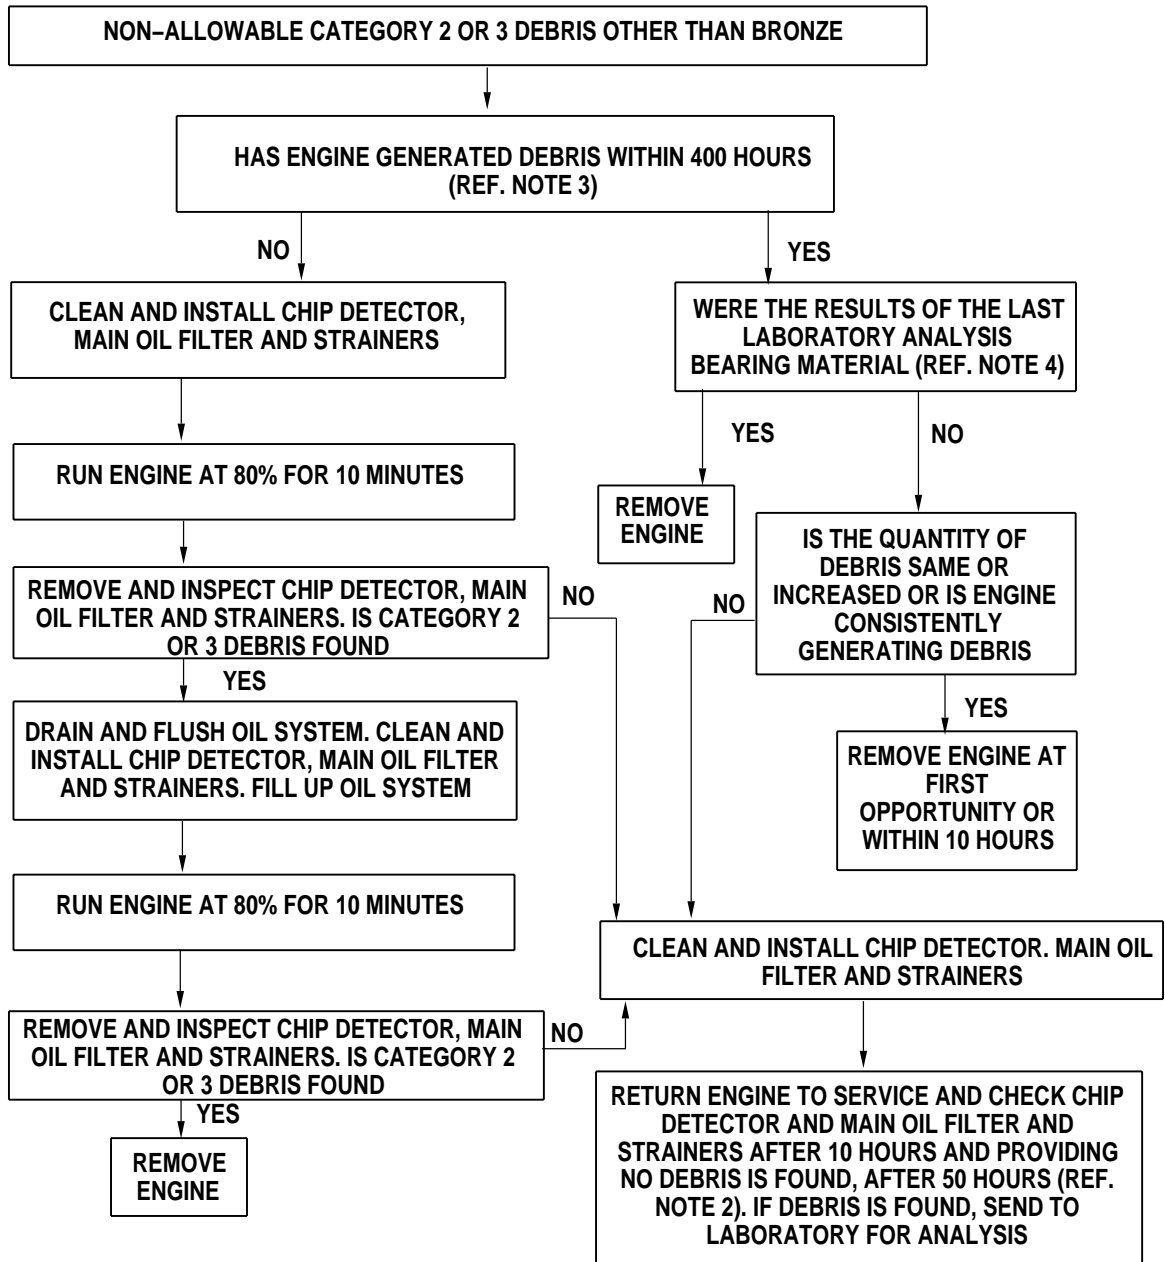 NON–ALLOWABLE CATEGORY 2 OR 3 DEBRIS OTHER THAN BRONZE
HAS ENGINE GENERATED DEBRIS WITHIN 400 HOURS
(REF. NOTE 3)
NO
YES
CLEAN AND INSTALL CHIP DETECTOR,
MAIN OIL FILTER AND STRAINERS
WERE THE RESULTS OF THE LAST
LABORATORY ANALYSIS
BEARING MATERIAL (REF. NOTE 4)
YES
NO
RUN ENGINE AT 80% FOR 10 MINUTES
REMOVE
ENGINE
IS THE QUANTITY OF
DEBRIS SAME OR
INCREASED OR IS ENGINE
CONSISTENTLY
GENERATING DEBRIS
REMOVE AND INSPECT CHIP DETECTOR, MAIN
OIL FILTER AND STRAINERS. IS CATEGORY 2
OR 3 DEBRIS FOUND
NO
NO
YES
YES
DRAIN AND FLUSH OIL SYSTEM. CLEAN AND
INSTALL CHIP DETECTOR, MAIN OIL FILTER
AND STRAINERS. FILL UP OIL SYSTEM
REMOVE ENGINE AT
FIRST
OPPORTUNITY OR
WITHIN 10 HOURS
RUN ENGINE AT 80% FOR 10 MINUTES
CLEAN AND INSTALL CHIP DETECTOR. MAIN OIL
FILTER AND STRAINERS
REMOVE AND INSPECT CHIP DETECTOR, MAIN
OIL FILTER AND STRAINERS. IS CATEGORY 2
OR 3 DEBRIS FOUND
NO
YES
REMOVE
ENGINE
RETURN ENGINE TO SERVICE AND CHECK CHIP
DETECTOR AND MAIN OIL FILTER AND
STRAINERS AFTER 10 HOURS AND PROVIDING
NO DEBRIS IS FOUND, AFTER 50 HOURS (REF.
NOTE 2). IF DEBRIS IS FOUND, SEND TO
LABORATORY FOR ANALYSIS